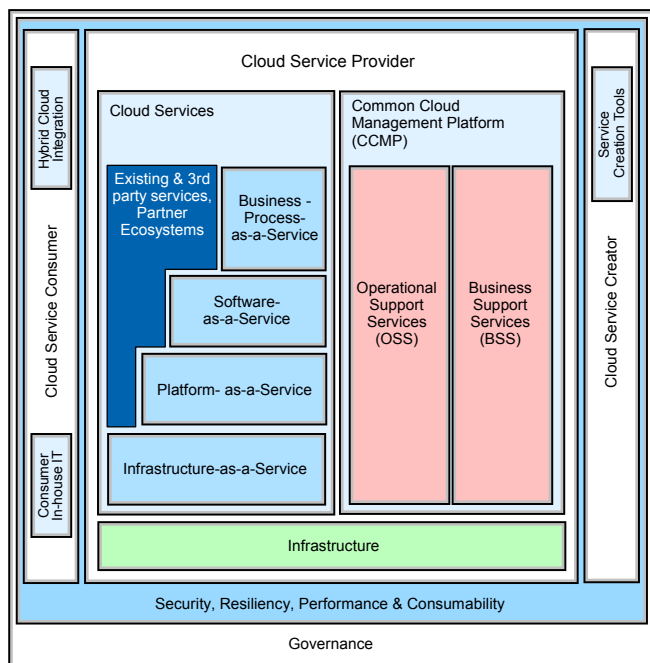 Cloud Service Provider
Hybrid Cloud
Integration
Cloud Service Consumer
Consumer
In-house IT
Cloud Services
Existing & 3rd
party services,
Partner
Ecosystems
Business -
Process-
as-a-Service
Software-
as-a-Service
Platform- as-a-Service
Infrastructure-as-a-Service
Common Cloud
Management Platform
(CCMP)
Operational
Support
Services
(OSS)
Business
Support
Services
(BSS)
Service
Creation Tools
Cloud Service Creator
Infrastructure
Security, Resiliency, Performance & Consumability
Governance